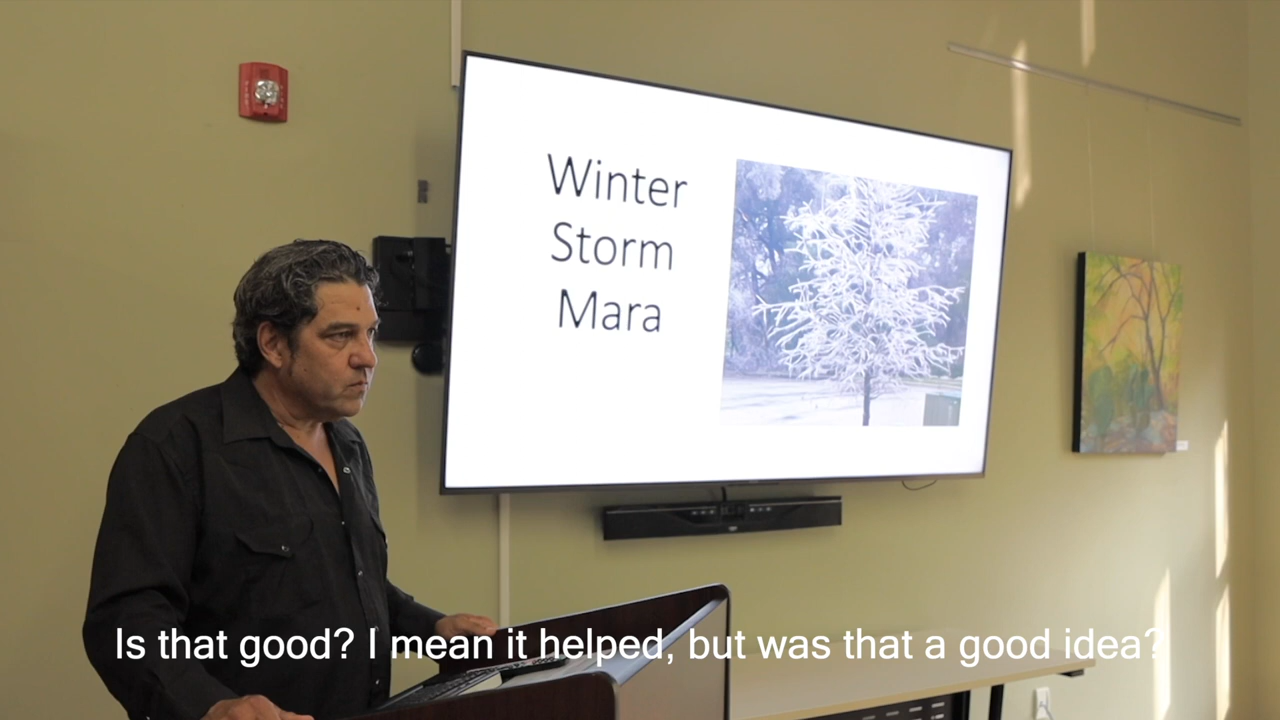 Winter
Storm
Mara
Is that good? I mean it helped, but was that a good idea?